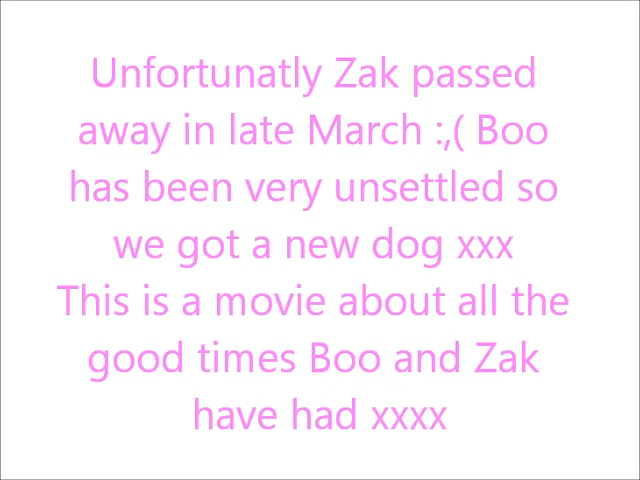 Unfortunatly Zak passed
away in late March :,( Boo
has been very unsettled so
we got a new dog xxx
This is a movie about all the
good times Boo and Zak
have had xxxx